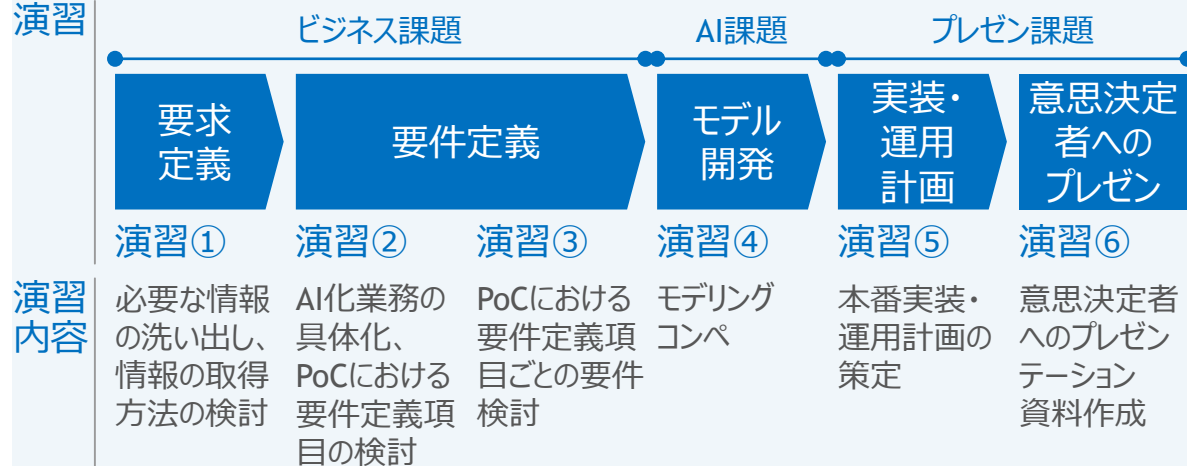 演習
ビジネス課題
AI課題
プレゼン課題
要求
定義
要件定義
モデル
開発
実装・
運用
計画
意思決定
者への
プレゼン
演習①
演習②
演習③
演習④
演習⑤
演習⑥
演習
内容
必要な情報
の洗い出し、
情報の取得
方法の検討
AI化業務の
具体化、
PoCにおける
要件定義項
目の検討
PoCにおける
要件定義項
目ごとの要件
検討
モデリング
コンペ
本番実装・
運用計画の
策定
意思決定者
へのプレゼン
テーション
資料作成